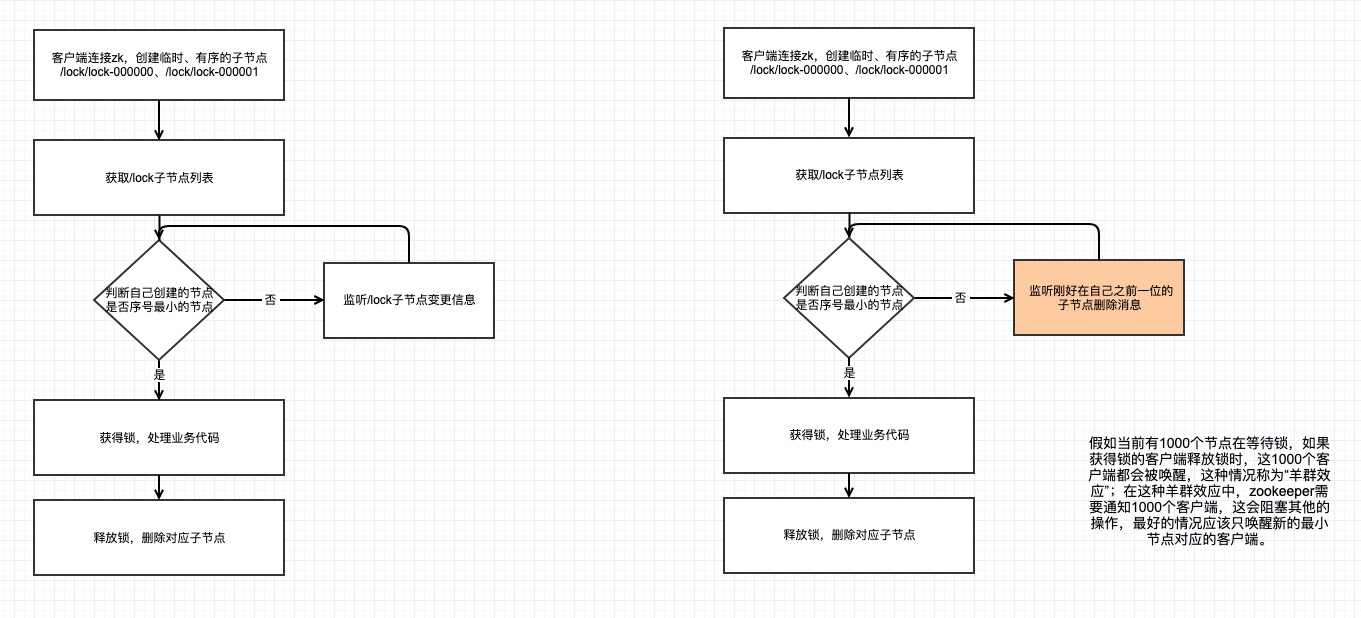 客户端连接zk，创建临时、有序的子节点
/lock/lock-000000、/lock/lock-000001
获取/lock子节点列表
判断自己创建的节点
是否序号最小的节点
否
监听/lock子节点变更信息
是
获得锁，处理业务代码
释放锁，删除对应子节点
客户端连接zk，创建临时、有序的子节点
/lock/lock-000000、/lock/lock-000001
获取/lock子节点列表
判断自己创建的节点
是否序号最小的节点
否
监听刚好在自己之前一位的
子节点删除消息
是
获得锁，处理业务代码
释放锁，删除对应子节点
假如当前有1000个节点在等待锁，如果
获得锁的客户端释放锁时，这1000个客
户端都会被唤醒，这种情况称为“羊群效
应”；在这种羊群效应中，zookeeper需
要通知1000个客户端，这会阻塞其他的
操作，最好的情况应该只唤醒新的最小
节点对应的客户端。